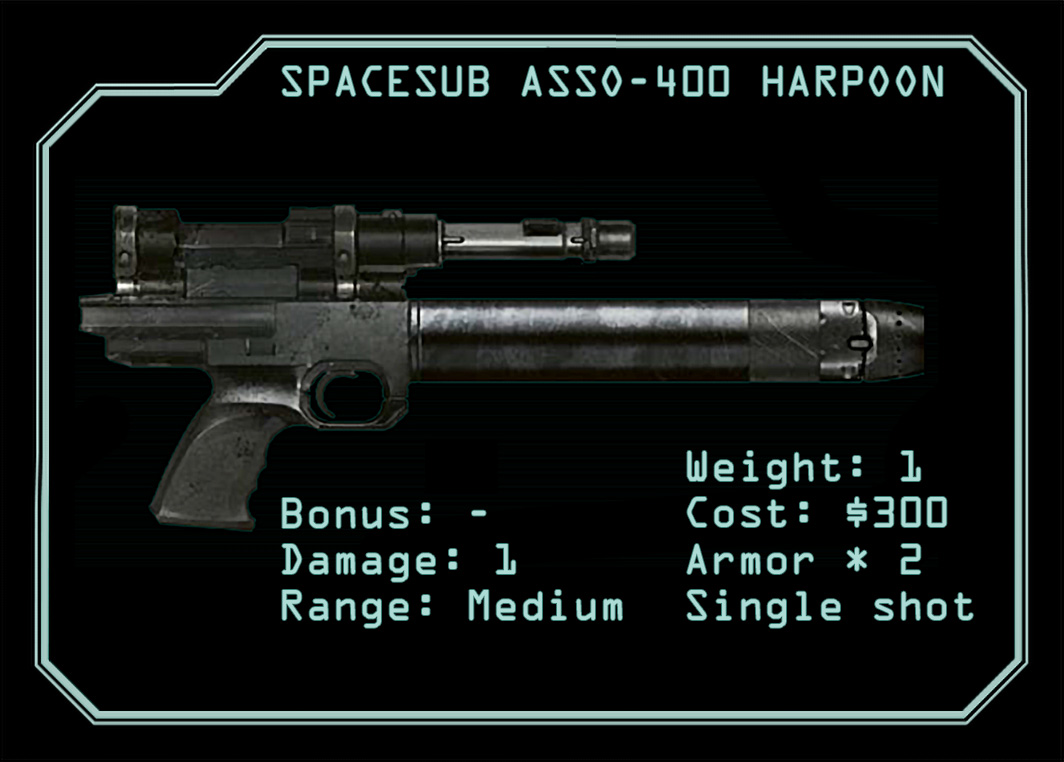 SPACESUB ASSO-400 HARPOON
Bonus: -
Damage: 1
Range: Medium
Weight: 1
Cost: $300
Armor * 2
Single shot